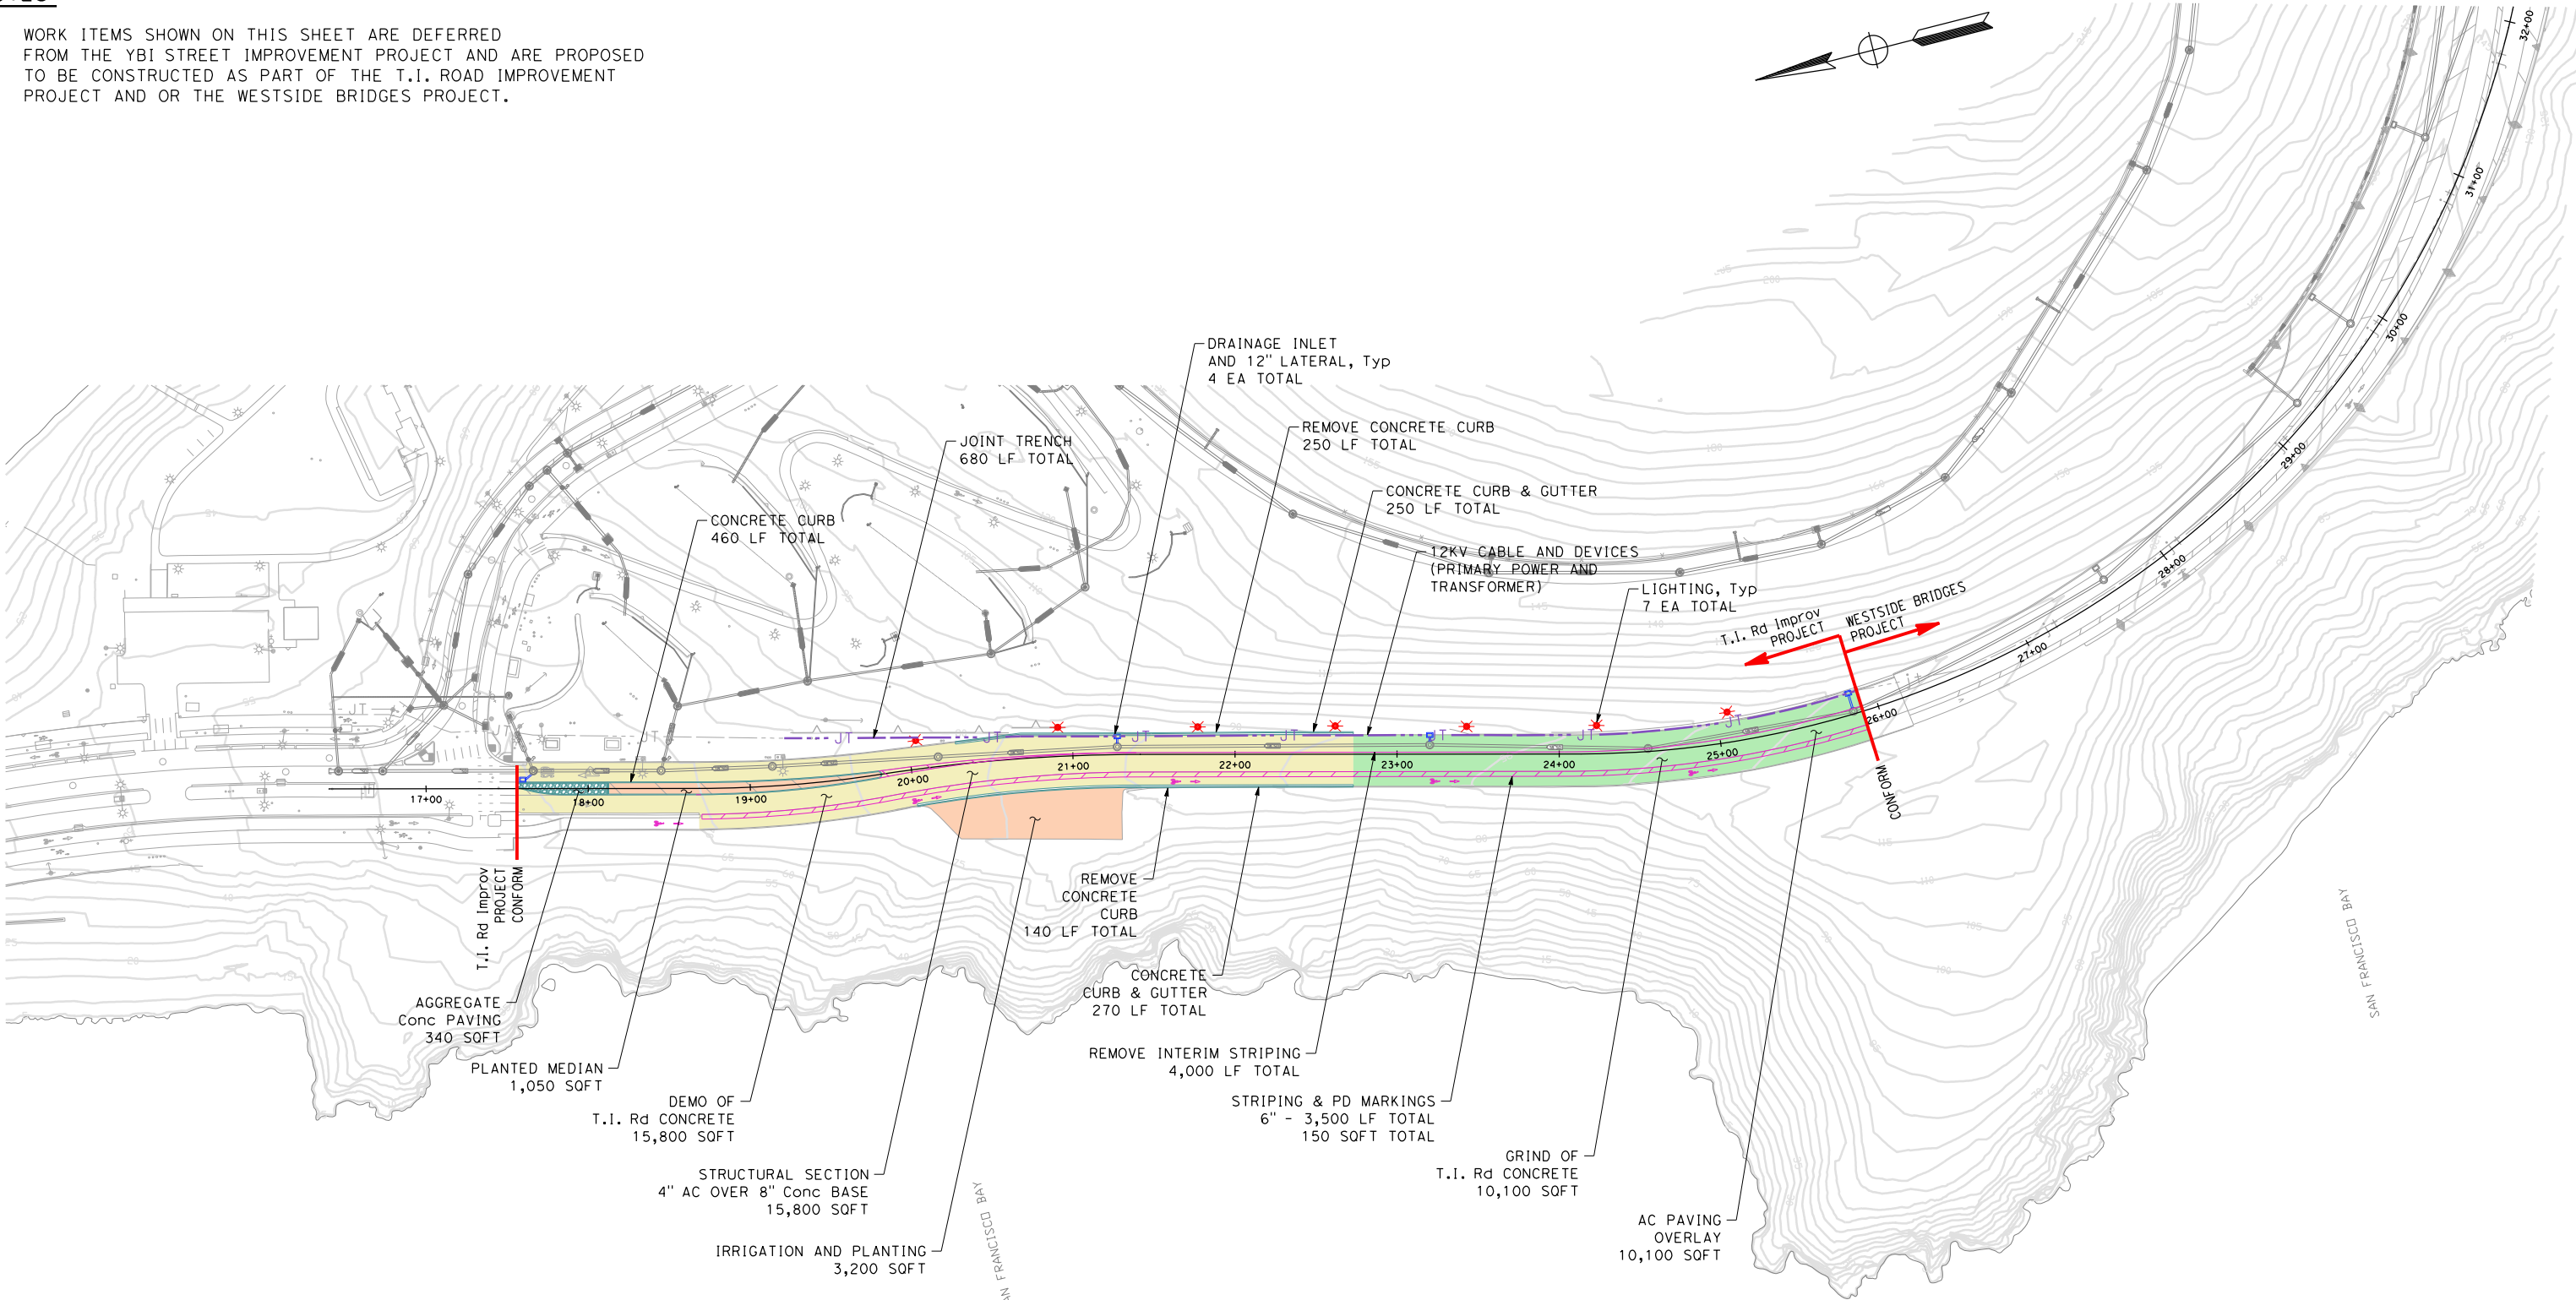 WORK ITEMS SHOWN ON THIS SHEET ARE DEFERRED
FROM THE YBI STREET IMPROVEMENT PROJECT AND ARE PROPOSED
TO BE CONSTRUCTED AS PART OF THE T.I. ROAD IMPROVEMENT
PROJECT AND OR THE WESTSIDE BRIDGES PROJECT.
DRAINAGE INLET
AND 12" LATERAL, Typ
4 EA TOTAL
REMOVE CONCRETE CURB
250 LF TOTAL
JOINT TRENCH
680 LF TOTAL
CONCRETE CURB & GUTTER
250 LF TOTAL
CONCRETE CURB
460 LF TOTAL
12KV CABLE AND DEVICES
(PRIMARY POWER AND
TRANSFORMER)
LIGHTING, Typ
7 EA TOTAL
T.I. Rd Improv
PROJECT
WESTSIDE BRIDGES
PROJECT
CONFORM
17+00
18+00
19+00
20+00
21+00
22+00
23+00
24+00
25+00
26+00
27+00
28+00
29+00
30+00
31+00
32+00
JT
JT
JT
JT
JT
JT
JT
JT
T.I. Rd Improv
PROJECT
CONFORM
REMOVE
CONCRETE
CURB
140 LF TOTAL
CONCRETE
CURB & GUTTER
270 LF TOTAL
AGGREGATE
Conc PAVING
340 SQFT
PLANTED MEDIAN
1,050 SQFT
DEMO OF
T.I. Rd CONCRETE
15,800 SQFT
STRUCTURAL SECTION
4" AC OVER 8" Conc BASE
15,800 SQFT
IRRIGATION AND PLANTING
3,200 SQFT
REMOVE INTERIM STRIPING
4,000 LF TOTAL
STRIPING & PD MARKINGS
6" - 3,500 LF TOTAL
150 SQFT TOTAL
GRIND OF
T.I. Rd CONCRETE
10,100 SQFT
AC PAVING
OVERLAY
10,100 SQFT
FRANCISCO BAY
SAN FRANCISCO BAY